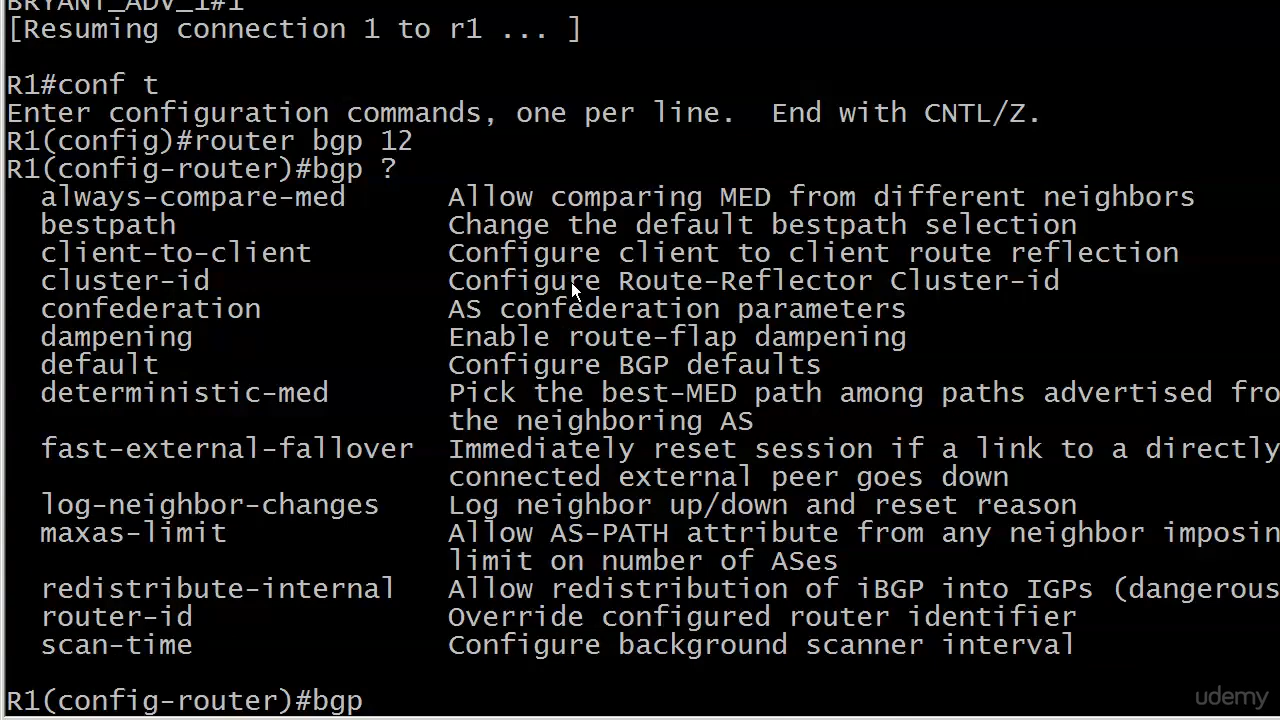 BRYANT_ADV_1#1
[Resuming connection 1 to r1 ... ]
R1#conf t
Enter configuration commands, one per line.  End with CNTL/Z.
R1(config)#router bgp 12
R1(config-router)#bgp ?
  always-compare-med      Allow comparing MED from different neighbors
  bestpath                Change the default bestpath selection
  client-to-client        Configure client to client route reflection
  cluster-id              Configure Route-Reflector Cluster-id
  confederation           AS confederation parameters
  dampening               Enable route-flap dampening
  default                 Configure BGP defaults
  deterministic-med       Pick the best-MED path among paths advertised fro
                          the neighboring AS
  fast-external-fallover  Immediately reset session if a link to a directly
                          connected external peer goes down
  log-neighbor-changes    Log neighbor up/down and reset reason
  maxas-limit             Allow AS-PATH attribute from any neighbor imposin
                          limit on number of ASes
  redistribute-internal   Allow redistribution of iBGP into IGPs (dangerous
  router-id               Override configured router identifier
  scan-time               Configure background scanner interval
R1(config-router)#bgp
udemy